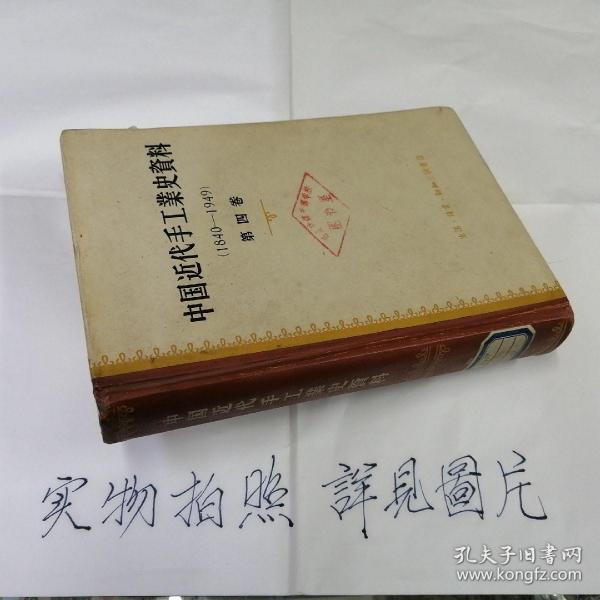 中国近代手工業史資料
(1840—1949)
第四卷
中国近代手工業史資料
实物拍照 詳見圖片
孔夫子旧書网
www.kongfz.com